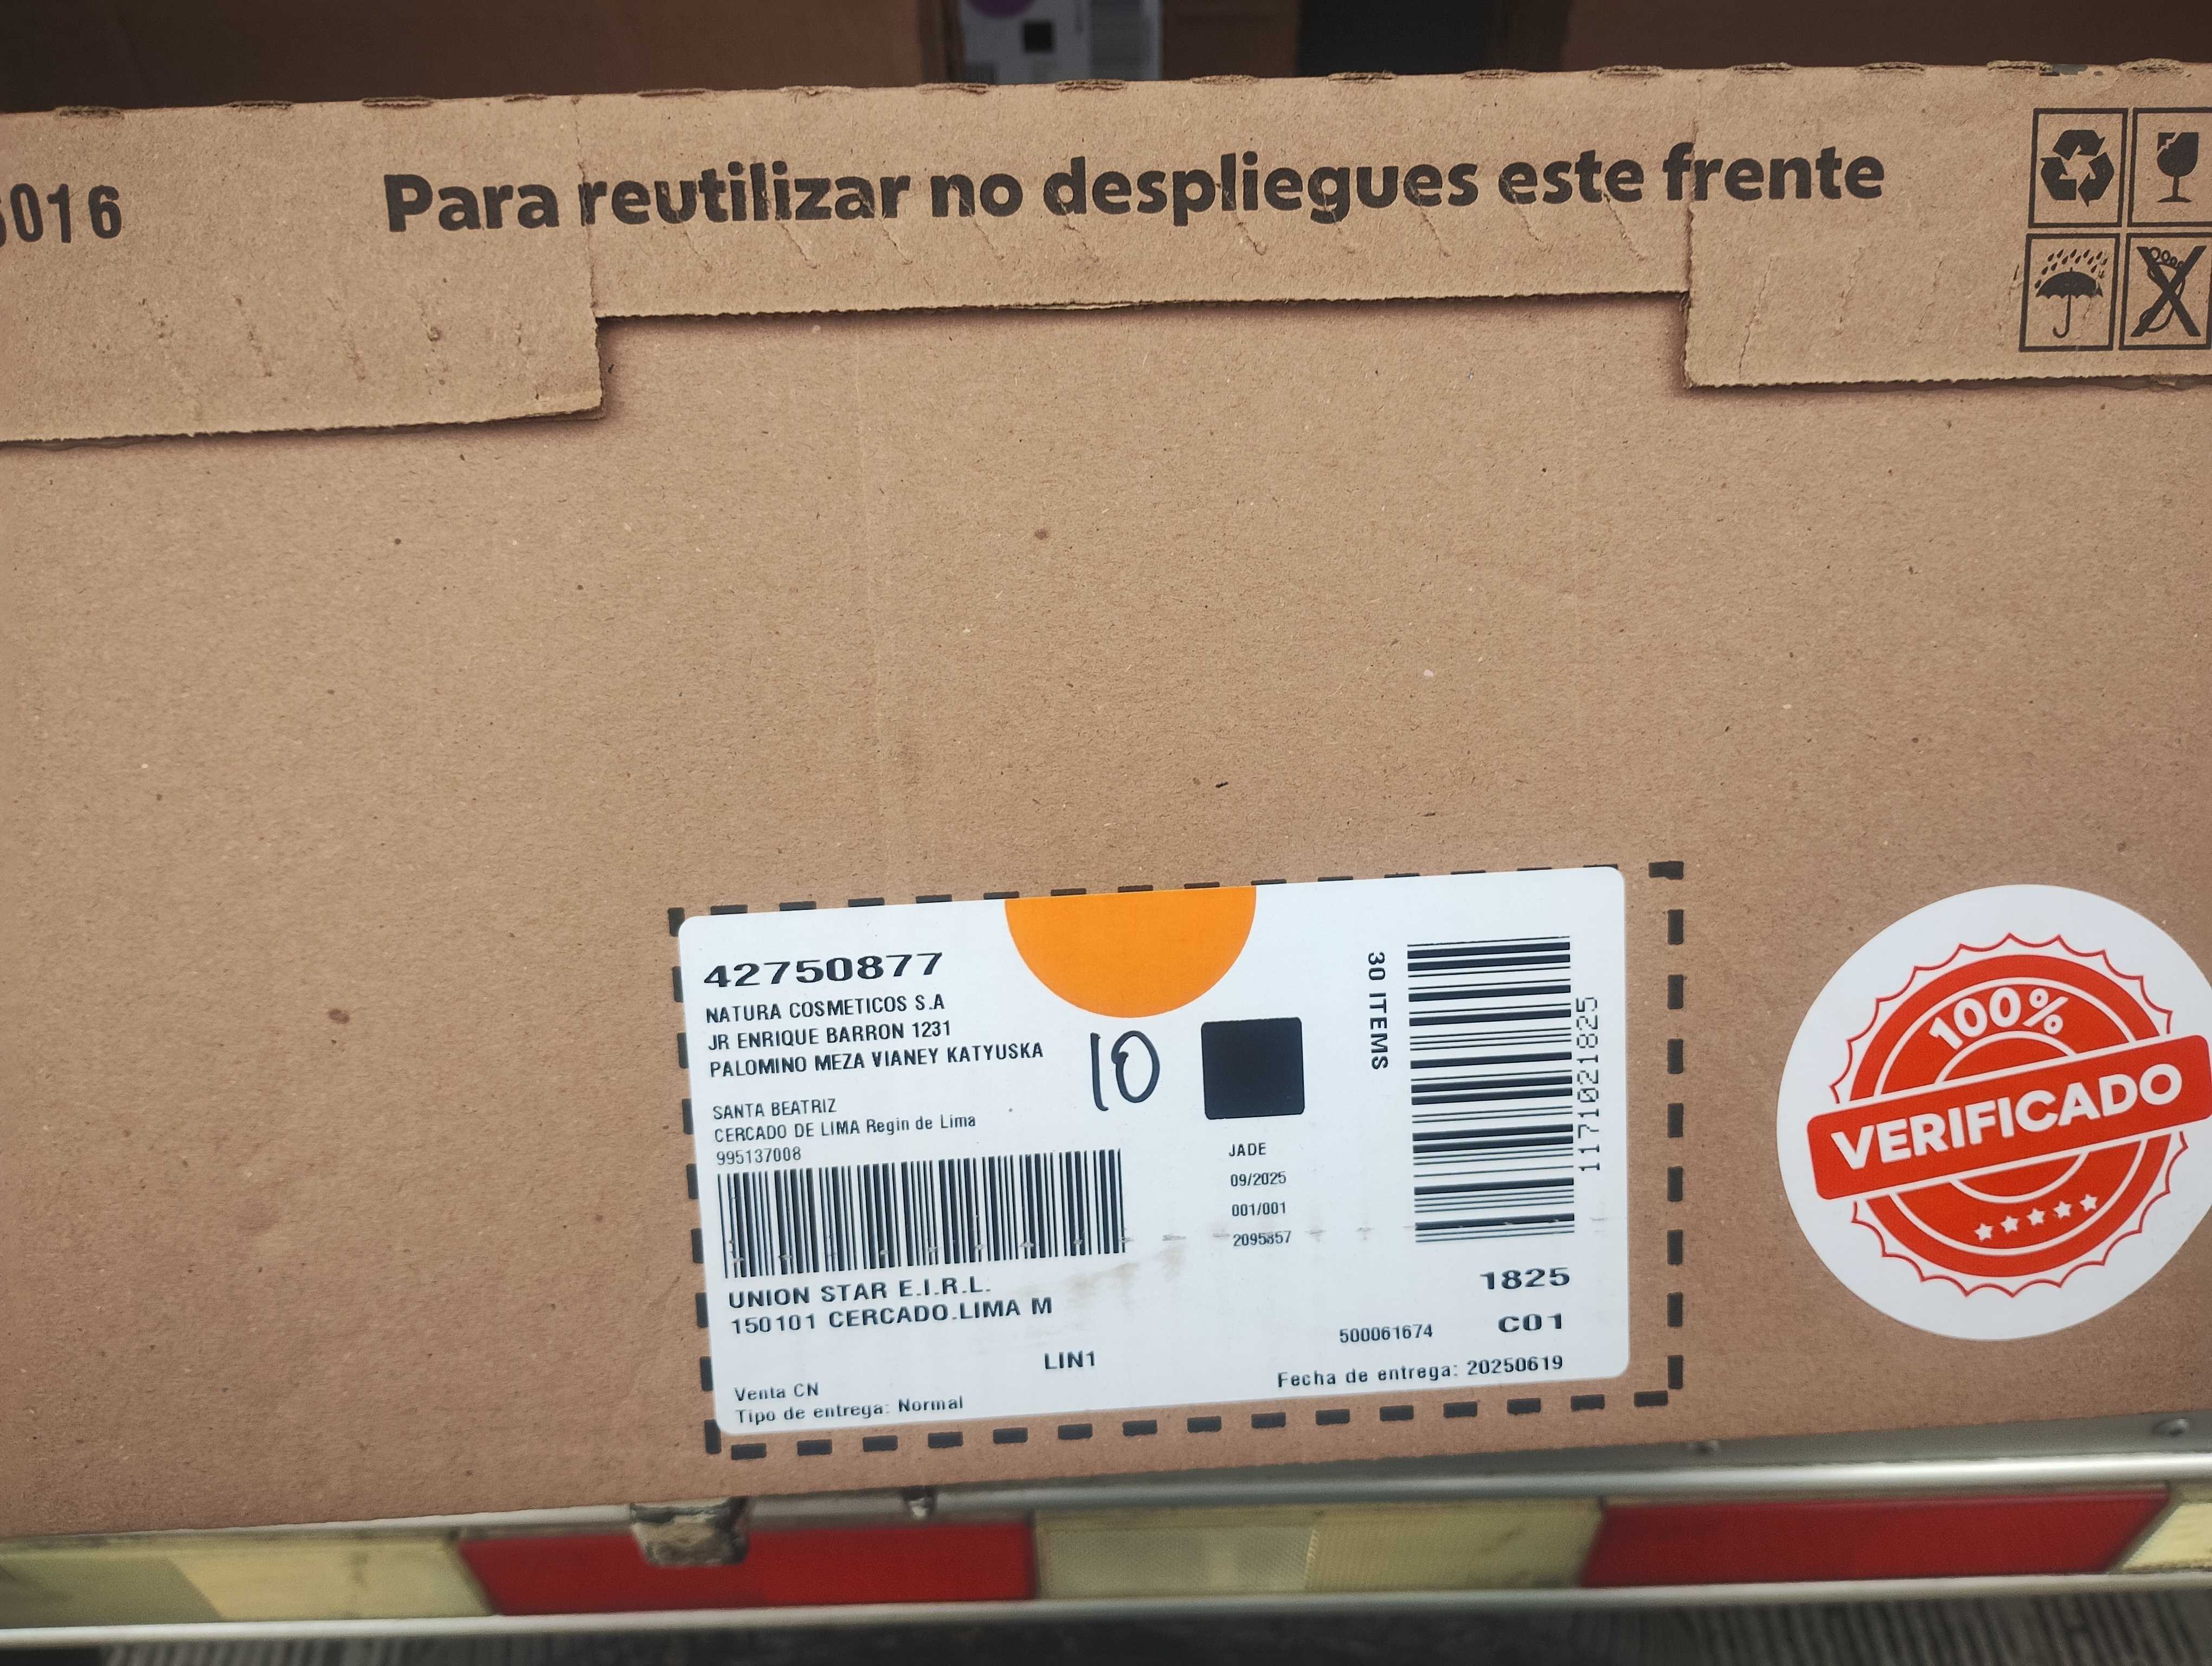 Para reutilizar no despliegues este frente
42750877
NATURA COSMETICOS S.A
JR ENRIQUE BARRON 1231
PALOMINO MEZA VIANEY KATYUSKA
SANTA BEATRIZ
CERCADO DE LIMA Regin de Lima
995137008
UNION STAR E.I.R.L.
150101 CERCADO.LIMA M
LIN1
Venta CN
Tipo de entrega: Normal
10
JADE
09/2025
001/001
2095857
30 ITEMS
1171021825
1825
500061674
C01
Fecha de entrega: 20250619
100%
VERIFICADO